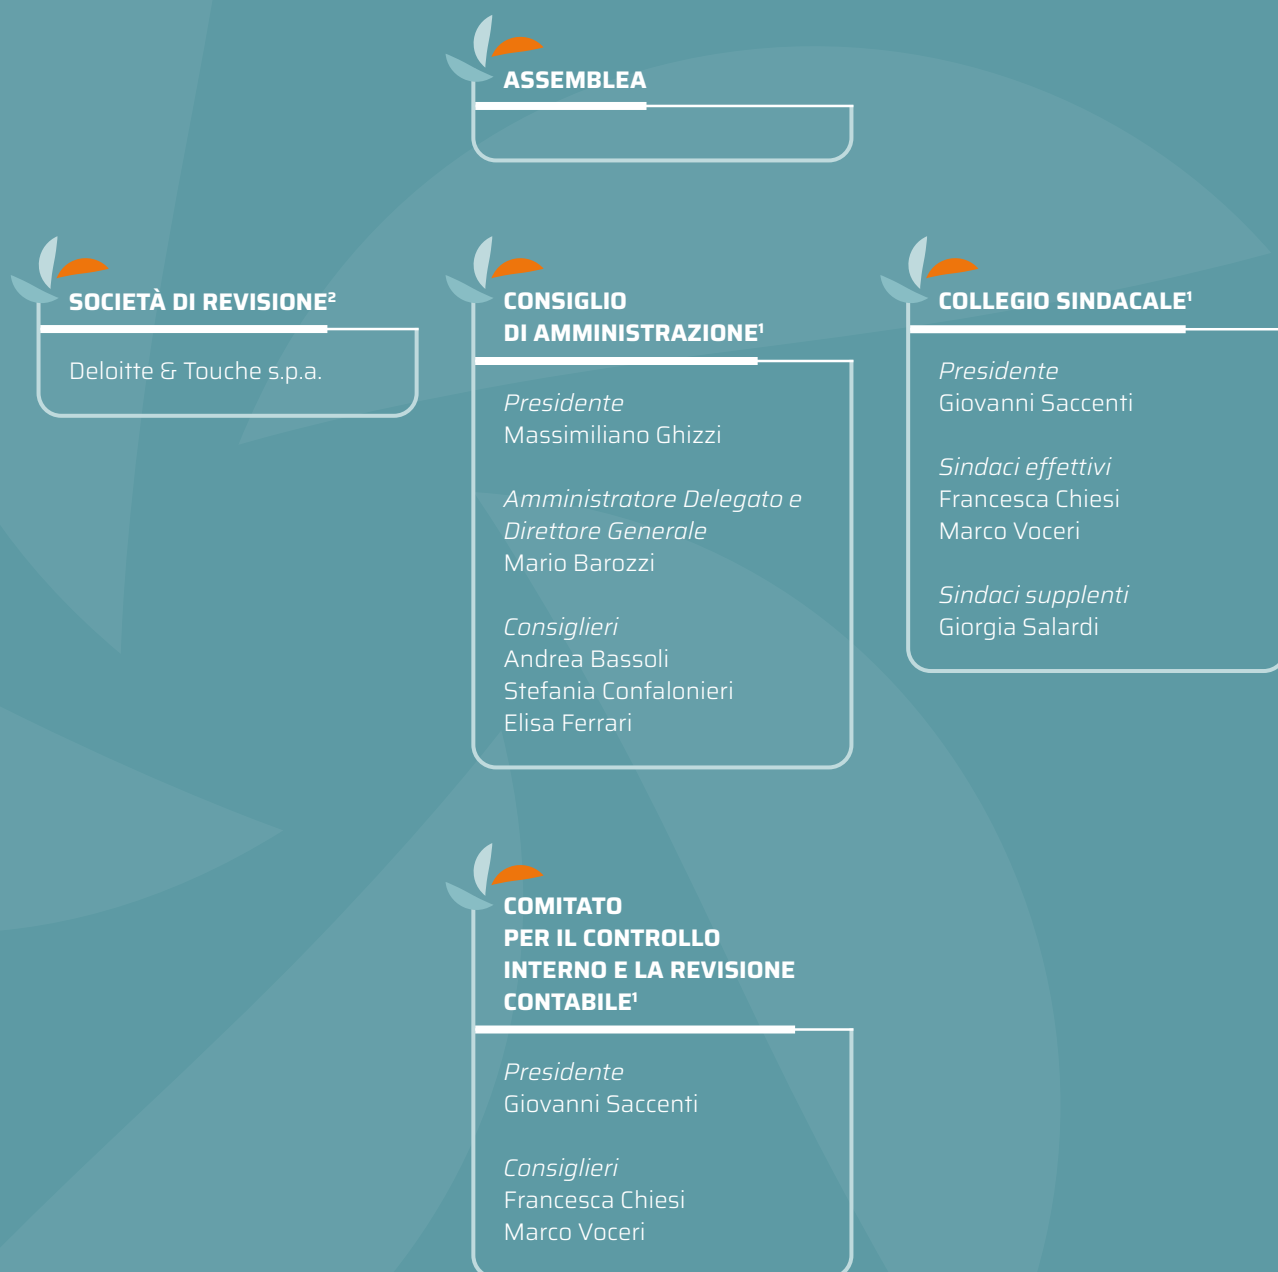 ASSEMBLEA
SOCIETÀ DI REVISIONE²
Deloitte & Touche s.p.a.
CONSIGLIO
DI AMMINISTRAZIONE¹
Presidente
Massimiliano Ghizzi
Amministratore Delegato e
Direttore Generale
Mario Barozzi
Consiglieri
Andrea Bassoli
Stefania Confalonieri
Elisa Ferrari
COLLEGIO SINDACALE¹
Presidente
Giovanni Saccenti
Sindaci effettivi
Francesca Chiesi
Marco Voceri
Sindaci supplenti
Giorgia Salardi
COMITATO
PER IL CONTROLLO
INTERNO E LA REVISIONE
CONTABILE¹
Presidente
Giovanni Saccenti
Consiglieri
Francesca Chiesi
Marco Voceri